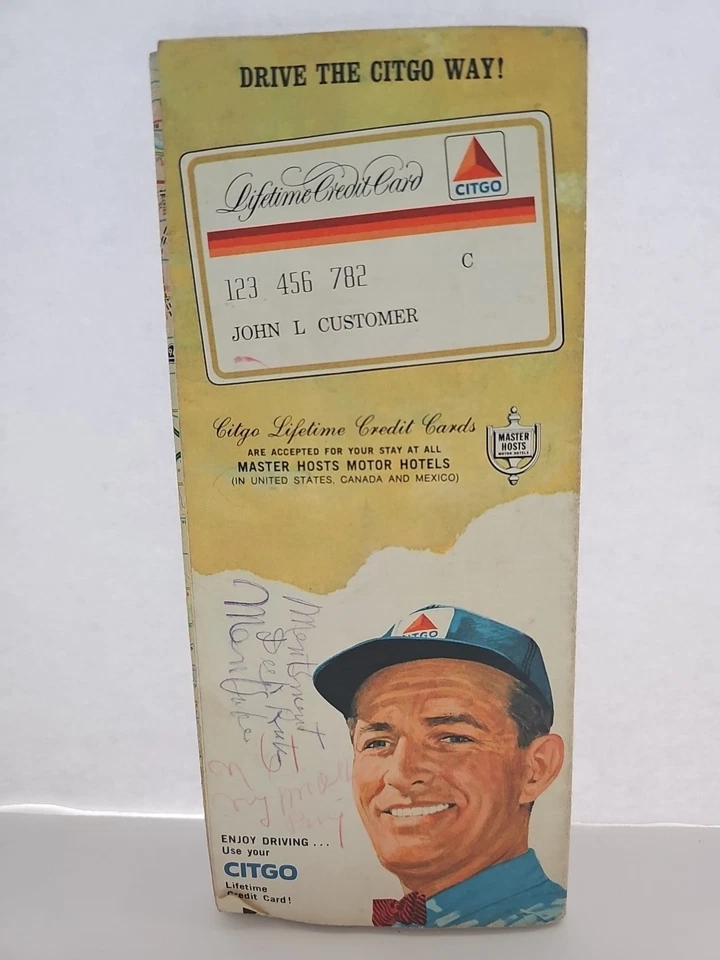 DRIVE THE CITGO WAY!
Lifetime Credit Card
CITGO
123 456 782
C
JOHN L CUSTOMER
Citgo Lifetime Credit Cards
ARE ACCEPTED FOR YOUR STAY AT ALL
MASTER HOSTS MOTOR HOTELS
(IN UNITED STATES, CANADA AND MEXICO)
MASTER
HOSTS
MOTOR HOTELS
CITGO
ENJOY DRIVING ...
Use your
CITGO
Lifetime
Credit Card!